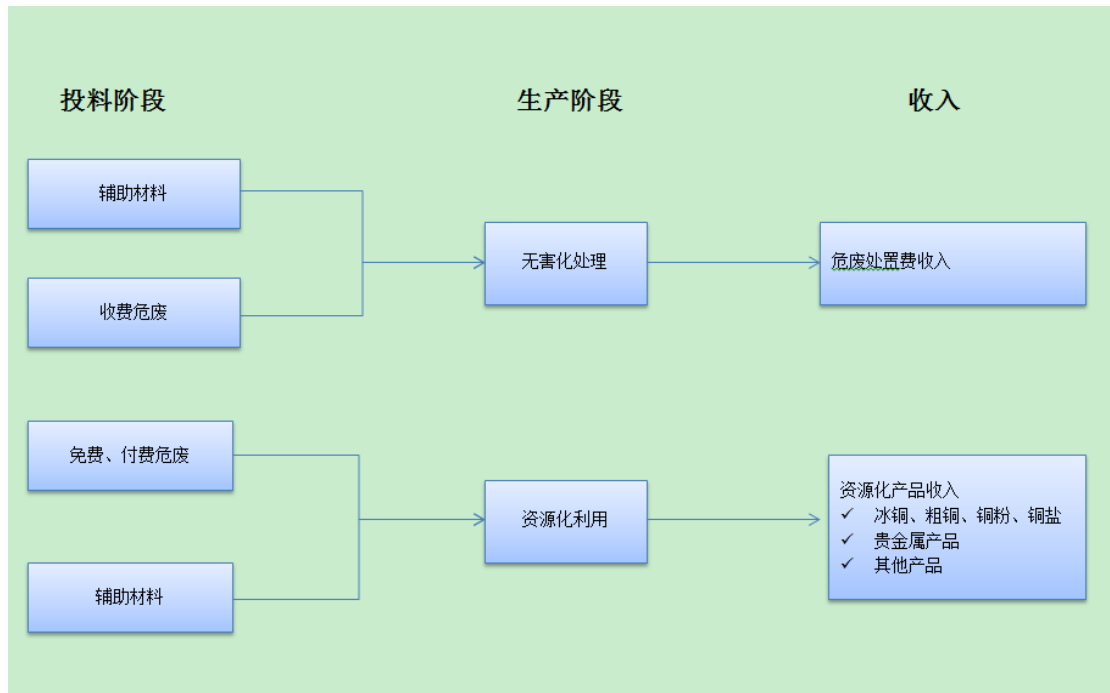 投料阶段
生产阶段
收入
辅助材料
收费危废
无害化处理
危废处置费收入
免费、付费危废
辅助材料
资源化利用
资源化产品收入
✓ 冰铜、粗铜、铜粉、铜盐
✓ 贵金属产品
✓ 其他产品